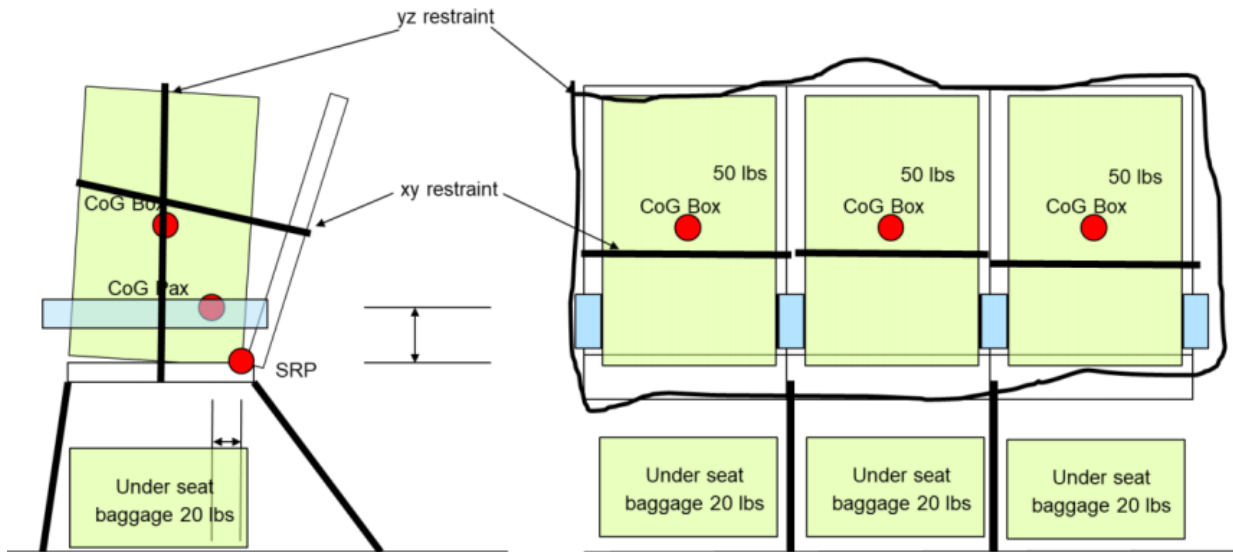 yz restraint
xy restraint
CoG Box
CoG Pax
SRP
Under seat
baggage 20 lbs
50 lbs
50 lbs
50 lbs
CoG Box
CoG Box
CoG Box
Under seat
baggage 20 lbs
Under seat
baggage 20 lbs
Under seat
baggage 20 lbs